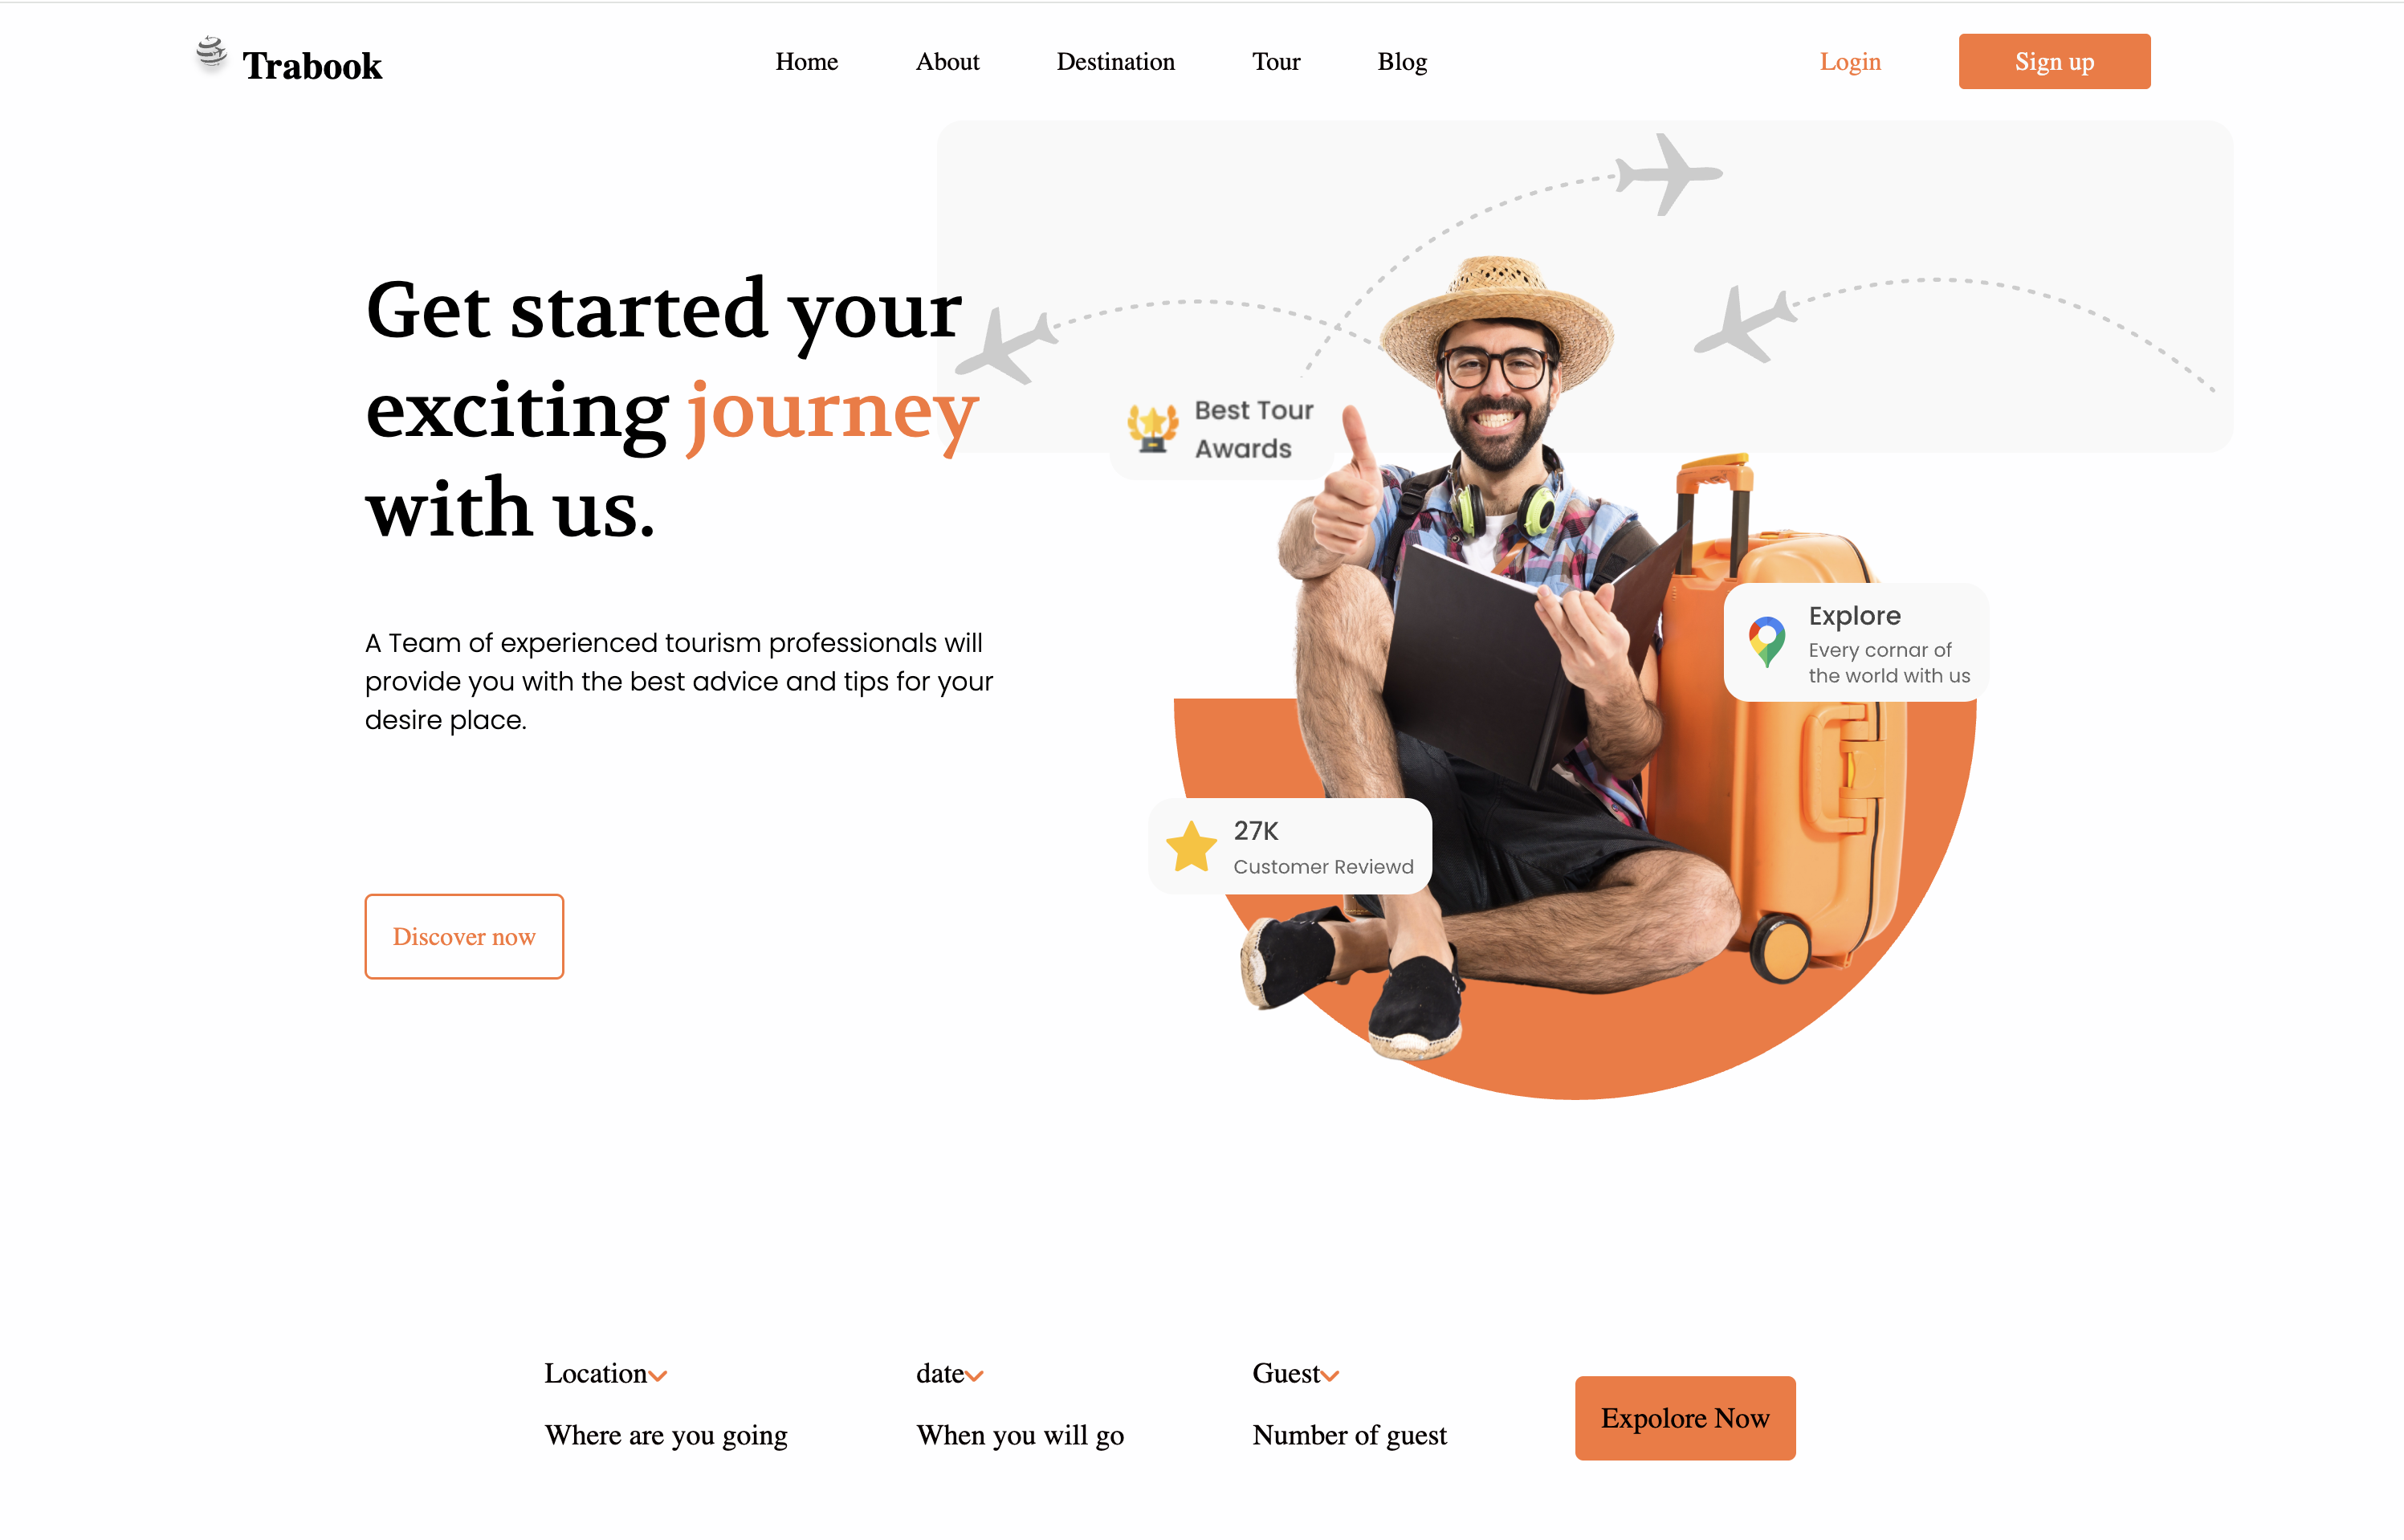 Trabook
Home About Destination Tour Blog
Login
Sign up
Get started your
exciting journey
with us.
Best Tour
Awards
A Team of experienced tourism professionals will
provide you with the best advice and tips for your
desire place.
Explore
Every cornar of
the world with us
27K
Customer Reviewd
Discover now
Location
Where are you going
date
When you will go
Guest
Number of guest
Expolore Now